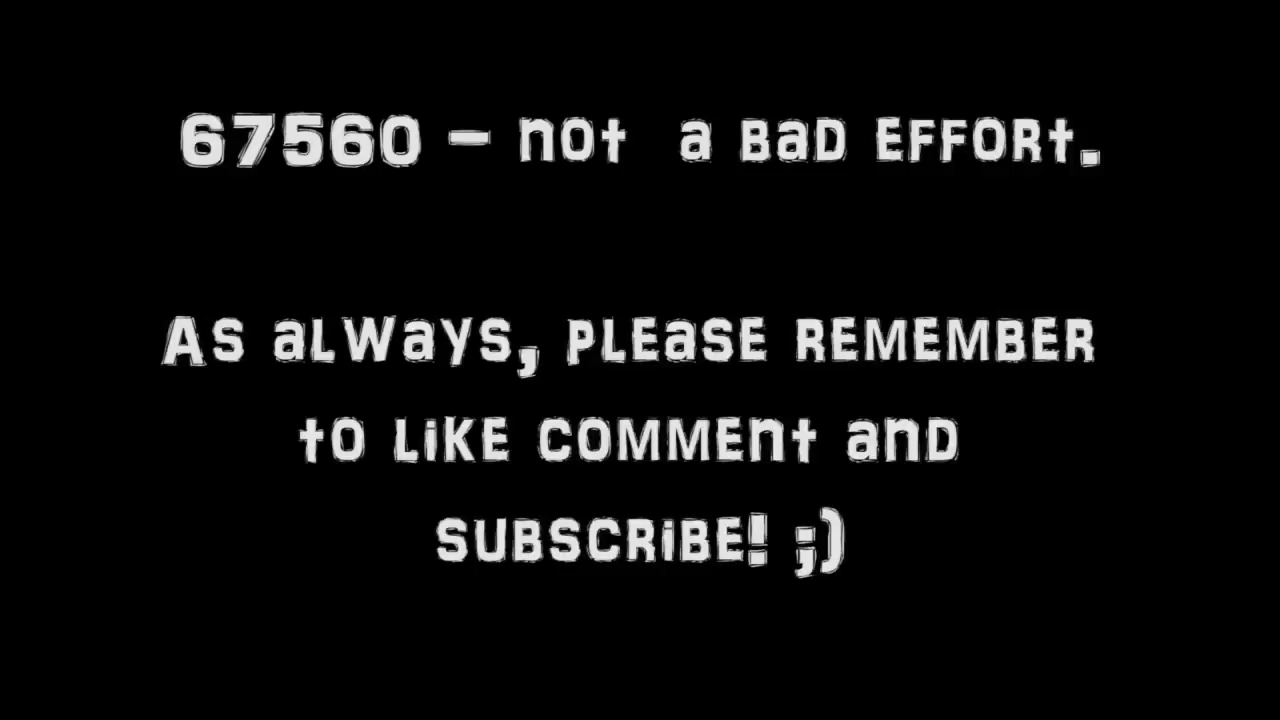 67560 - not a bad effort.
As always, please remember
to like comment and
subscribe! ;)